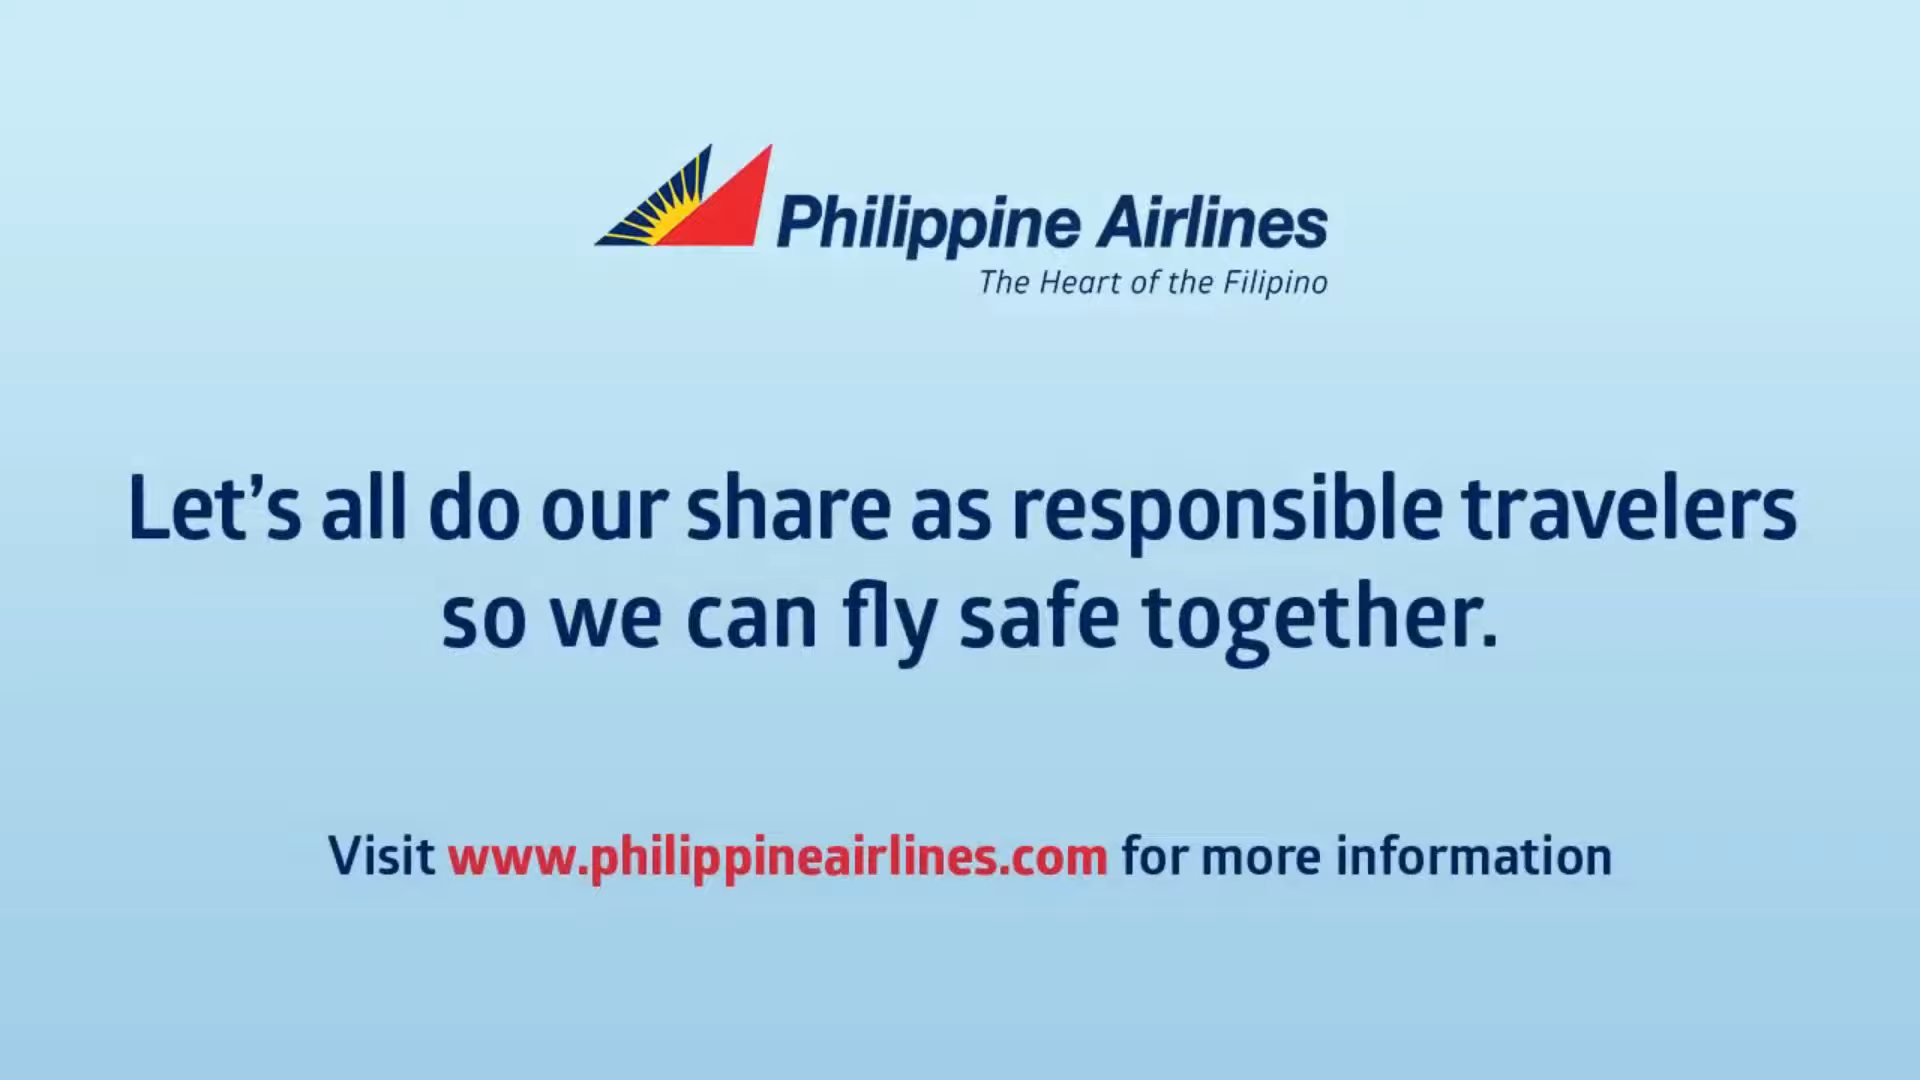 Philippine Airlines
The Heart of the Filipino
Let's all do our share as responsible travelers
so we can fly safe together.
Visit www.philippineairlines.com for more information